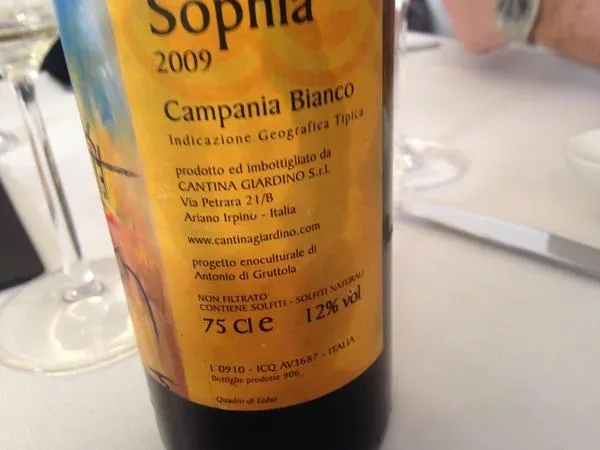 Sophia
2009
Campania Bianco
Indicazione Geografica Tipica
prodotto ed imbottigliato da
CANTINA GIARDINO S.r.l.
Via Petrara 21/B
Ariano Irpino - Italia
www.cantinagiardino.com
progetto enoculturale di
Antonio di Gruttola
NON FILTRATO
CONTIENE SOLFITI - SOLFITI NATURALI
75 Cl e 12% vol
L 0910 - ICQ AV3687 - ITALIA
Bottiglie prodotte 906
Quadro di Loho